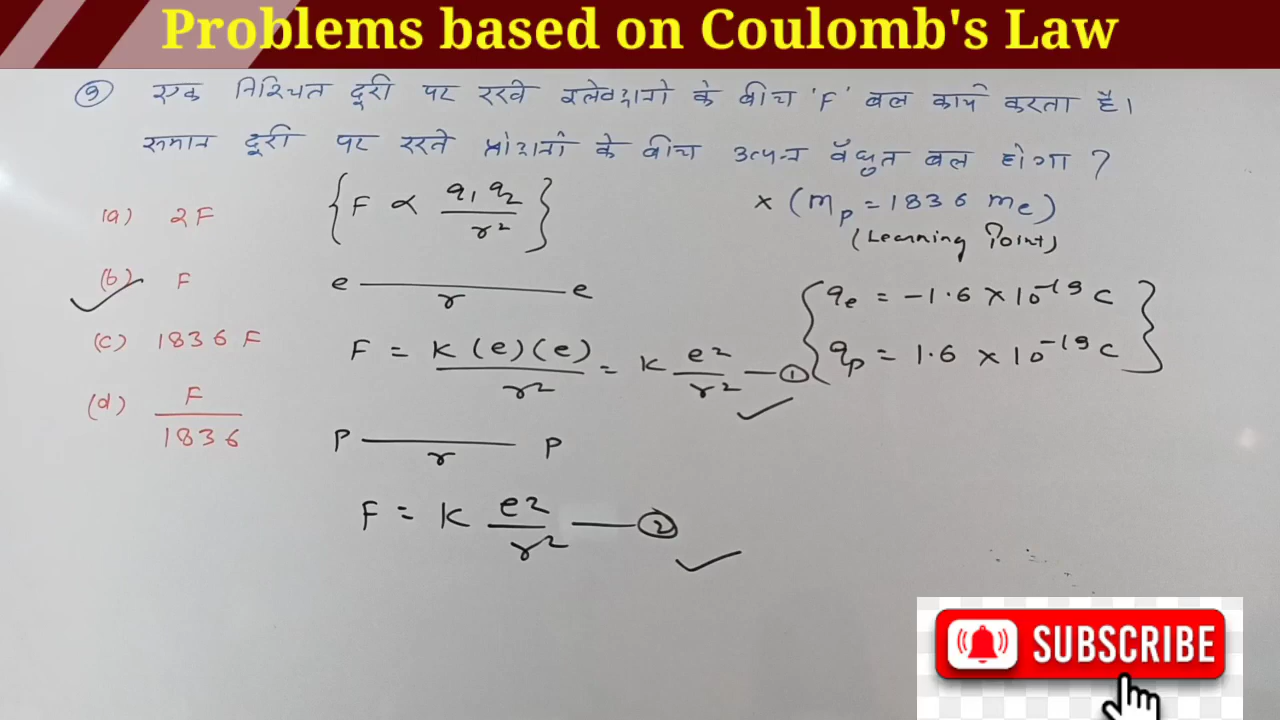 Problems based on Coulomb's Law
(9) एक निश्चित दूरी पर रखे इलेक्ट्रानो के बीच 'F' बल कार्य करता है।
समान दूरी पर रखे प्रोटानों के बीच उत्पन्न वैधुत बल होगा ?
(a) 2F
{ F ∝ q₁ q₂ / r² }
× (mₚ = 1836 mₑ)
(Learning Point)
(b) F
e ——— e
r
{ qₑ = -1.6 × 10⁻¹⁹ C
qₚ = 1.6 × 10⁻¹⁹ C }
(c) 1836 F
F = K (e)(e) / r² = K e² / r² — ①
(d) F / 1836
P ——— P
r
F = K e² / r² —— ②
SUBSCRIBE